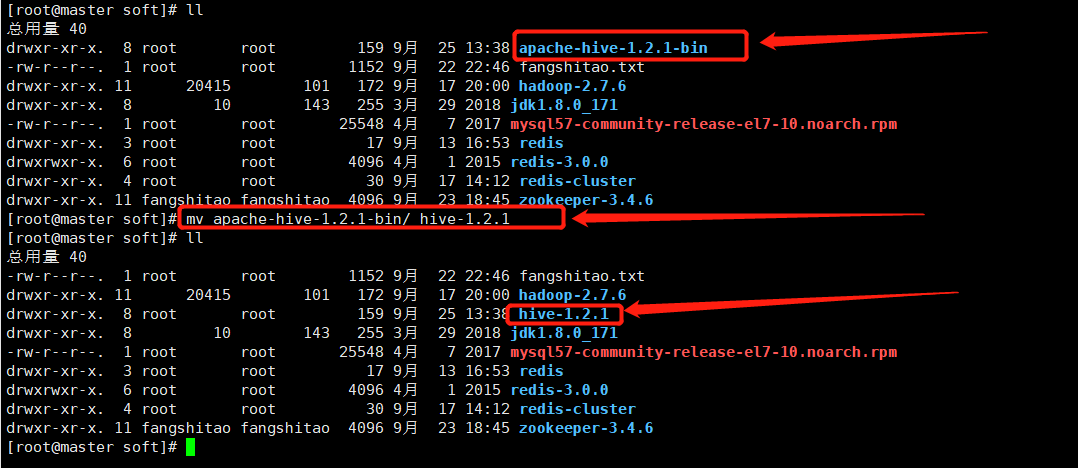 [root@master soft]# ll
总用量 40
drwxr-xr-x.  8 root       root         159 9月  25 13:38 apache-hive-1.2.1-bin
-rw-r--r--.  1 root       root        1152 9月  22 22:46 fangshitao.txt
drwxr-xr-x. 11      20415        101   172 9月  17 20:00 hadoop-2.7.6
drwxr-xr-x.  8         10        143   255 3月  29 2018 jdk1.8.0_171
-rw-r--r--.  1 root       root       25548 4月   7 2017 mysql57-community-release-el7-10.noarch.rpm
drwxr-xr-x.  3 root       root          17 9月  13 16:53 redis
drwxrwxr-x.  6 root       root        4096 4月   1 2015 redis-3.0.0
drwxr-xr-x.  4 root       root          30 9月  17 14:12 redis-cluster
drwxr-xr-x. 11 fangshitao fangshitao  4096 9月  23 18:45 zookeeper-3.4.6
[root@master soft]# mv apache-hive-1.2.1-bin/ hive-1.2.1
[root@master soft]# ll
总用量 40
-rw-r--r--.  1 root       root        1152 9月  22 22:46 fangshitao.txt
drwxr-xr-x. 11      20415        101   172 9月  17 20:00 hadoop-2.7.6
drwxr-xr-x.  8 root       root         159 9月  25 13:38 hive-1.2.1
drwxr-xr-x.  8         10        143   255 3月  29 2018 jdk1.8.0_171
-rw-r--r--.  1 root       root       25548 4月   7 2017 mysql57-community-release-el7-10.noarch.rpm
drwxr-xr-x.  3 root       root          17 9月  13 16:53 redis
drwxrwxr-x.  6 root       root        4096 4月   1 2015 redis-3.0.0
drwxr-xr-x.  4 root       root          30 9月  17 14:12 redis-cluster
drwxr-xr-x. 11 fangshitao fangshitao  4096 9月  23 18:45 zookeeper-3.4.6
[root@master soft]#